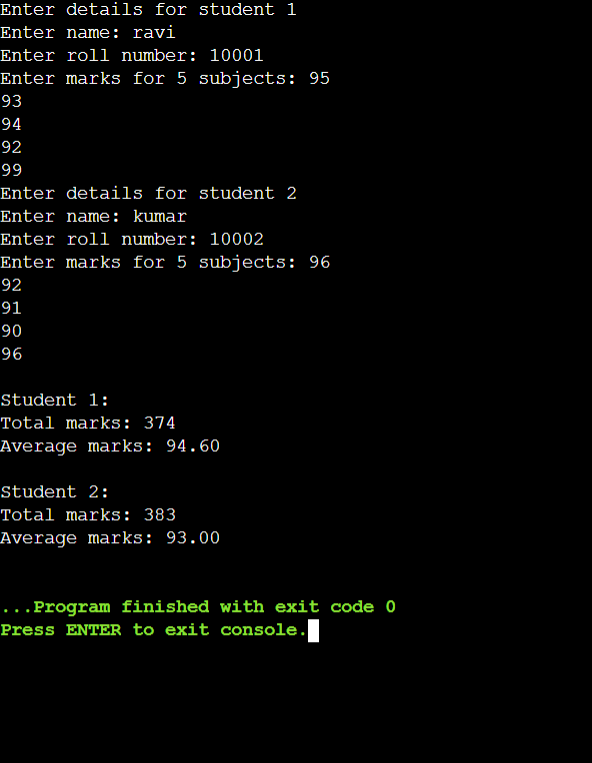 Enter details for student 1
Enter name: ravi
Enter roll number: 10001
Enter marks for 5 subjects: 95
93
94
92
99
Enter details for student 2
Enter name: kumar
Enter roll number: 10002
Enter marks for 5 subjects: 96
92
91
90
96
Student 1:
Total marks: 374
Average marks: 94.60
Student 2:
Total marks: 383
Average marks: 93.00
...Program finished with exit code 0
Press ENTER to exit console.